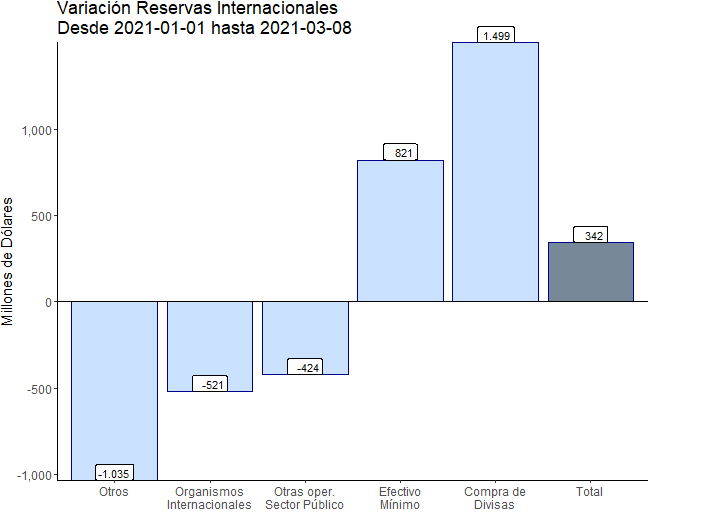 Variación Reservas Internacionales
Desde 2021-01-01 hasta 2021-03-08
Millones de Dólares
1,000
500
0
-500
-1,000
-1.035
-521
-424
821
1.499
342
Otros
Organismos
Internacionales
Otras oper.
Sector Público
Efectivo
Mínimo
Compra de
Divisas
Total